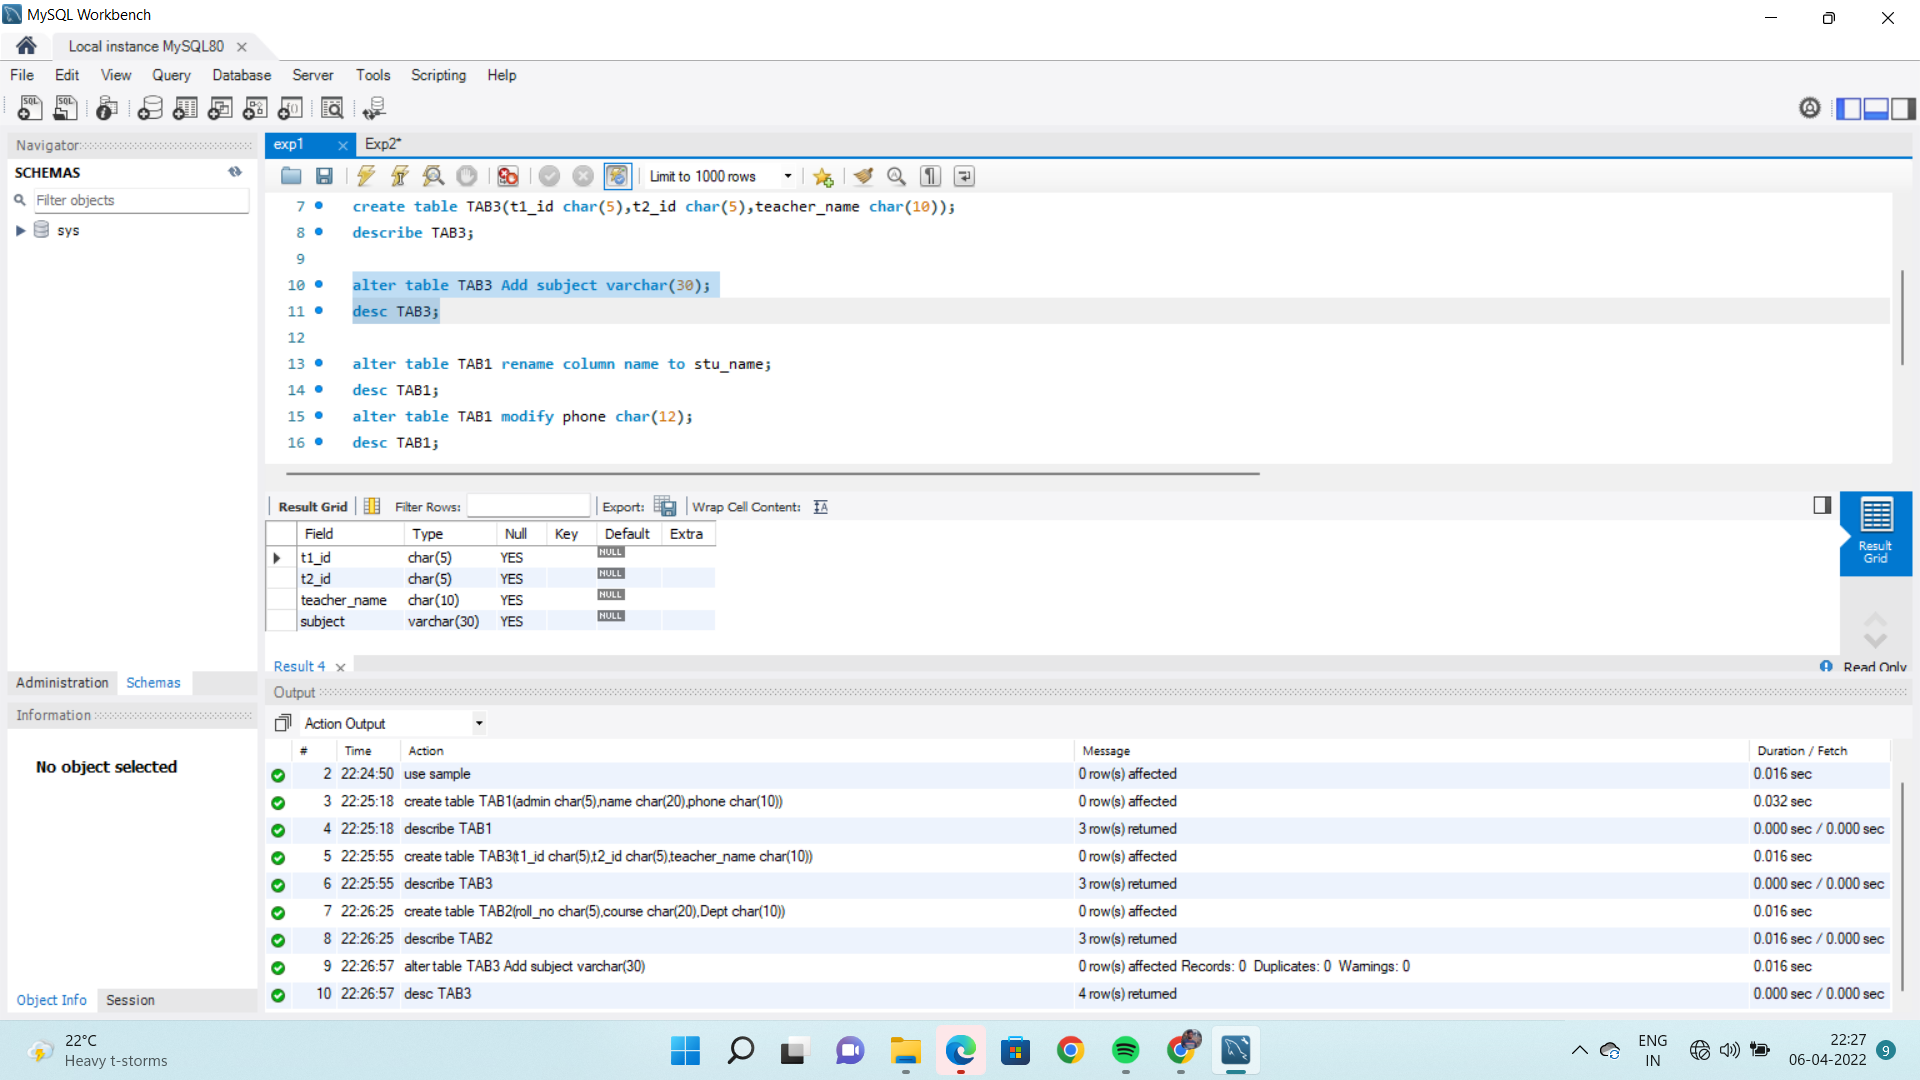 MySQL Workbench
Local instance MySQL80
File Edit View Query Database Server Tools Scripting Help
Navigator
SCHEMAS
Filter objects
sys
Administration Schemas
Information
No object selected
Object Info Session
exp1 Exp2*
Limit to 1000 rows
7 create table TAB3(t1_id char(5),t2_id char(5),teacher_name char(10));
8 describe TAB3;
9
10 alter table TAB3 Add subject varchar(30);
11 desc TAB3;
12
13 alter table TAB1 rename column name to stu_name;
14 desc TAB1;
15 alter table TAB1 modify phone char(12);
16 desc TAB1;
Result Grid Filter Rows: Export: Wrap Cell Content:
Field Type Null Key Default Extra
t1_id char(5) YES NULL
t2_id char(5) YES NULL
teacher_name char(10) YES NULL
subject varchar(30) YES NULL
Result
Grid
Result 4
Read Only
Output
Action Output
# Time Action Message Duration / Fetch
2 22:24:50 use sample 0 row(s) affected 0.016 sec
3 22:25:18 create table TAB1(admin char(5),name char(20),phone char(10)) 0 row(s) affected 0.032 sec
4 22:25:18 describe TAB1 3 row(s) returned 0.000 sec / 0.000 sec
5 22:25:55 create table TAB3(t1_id char(5),t2_id char(5),teacher_name char(10)) 0 row(s) affected 0.016 sec
6 22:25:55 describe TAB3 3 row(s) returned 0.000 sec / 0.000 sec
7 22:26:25 create table TAB2(roll_no char(5),course char(20),Dept char(10)) 0 row(s) affected 0.016 sec
8 22:26:25 describe TAB2 3 row(s) returned 0.016 sec / 0.000 sec
9 22:26:57 alter table TAB3 Add subject varchar(30) 0 row(s) affected Records: 0 Duplicates: 0 Warnings: 0 0.016 sec
10 22:26:57 desc TAB3 4 row(s) returned 0.000 sec / 0.000 sec
22°C
Heavy t-storms
ENG
IN
22:27
06-04-2022
9